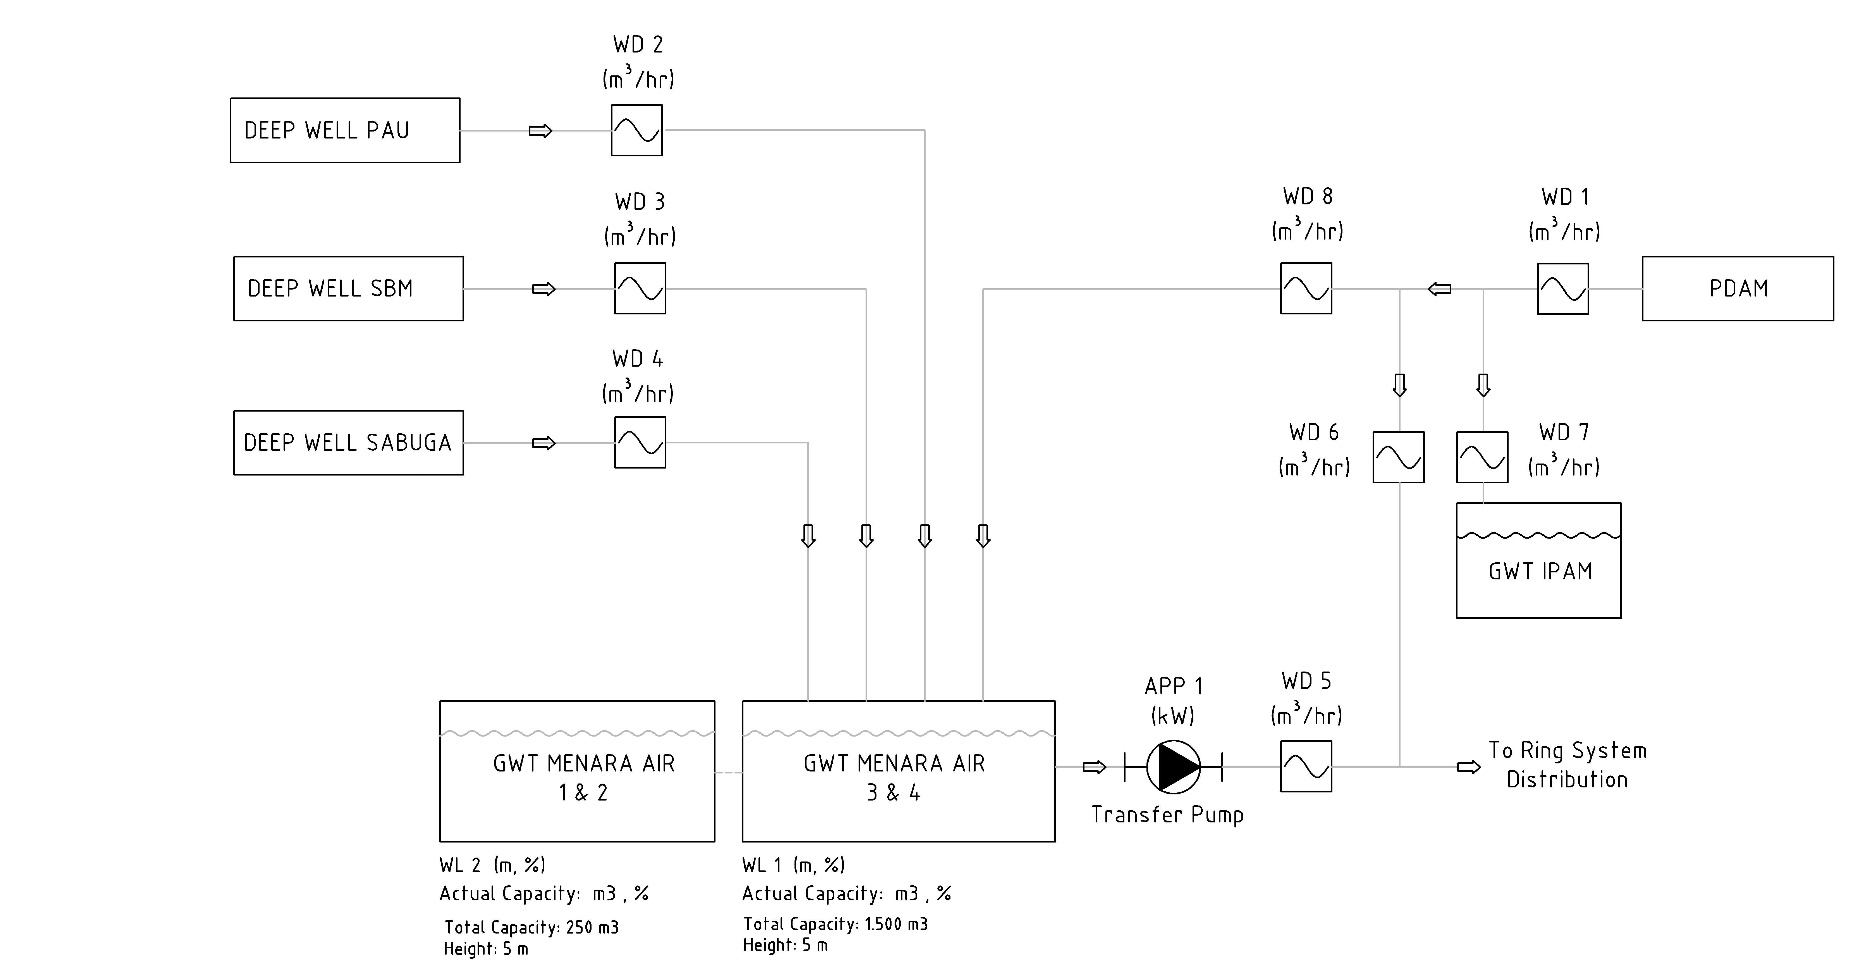 WD 2
(m³/hr)
DEEP WELL PAU
WD 3
(m³/hr)
DEEP WELL SBM
WD 4
(m³/hr)
DEEP WELL SABUGA
WD 8
(m³/hr)
WD 1
(m³/hr)
PDAM
WD 6
(m³/hr)
WD 7
(m³/hr)
GWT IPAM
GWT MENARA AIR
1 & 2
GWT MENARA AIR
3 & 4
APP 1
(kW)
Transfer Pump
WD 5
(m³/hr)
To Ring System
Distribution
WL 2 (m, %)
Actual Capacity: m3 , %
Total Capacity: 250 m3
Height: 5 m
WL 1 (m, %)
Actual Capacity: m3 , %
Total Capacity: 1.500 m3
Height: 5 m